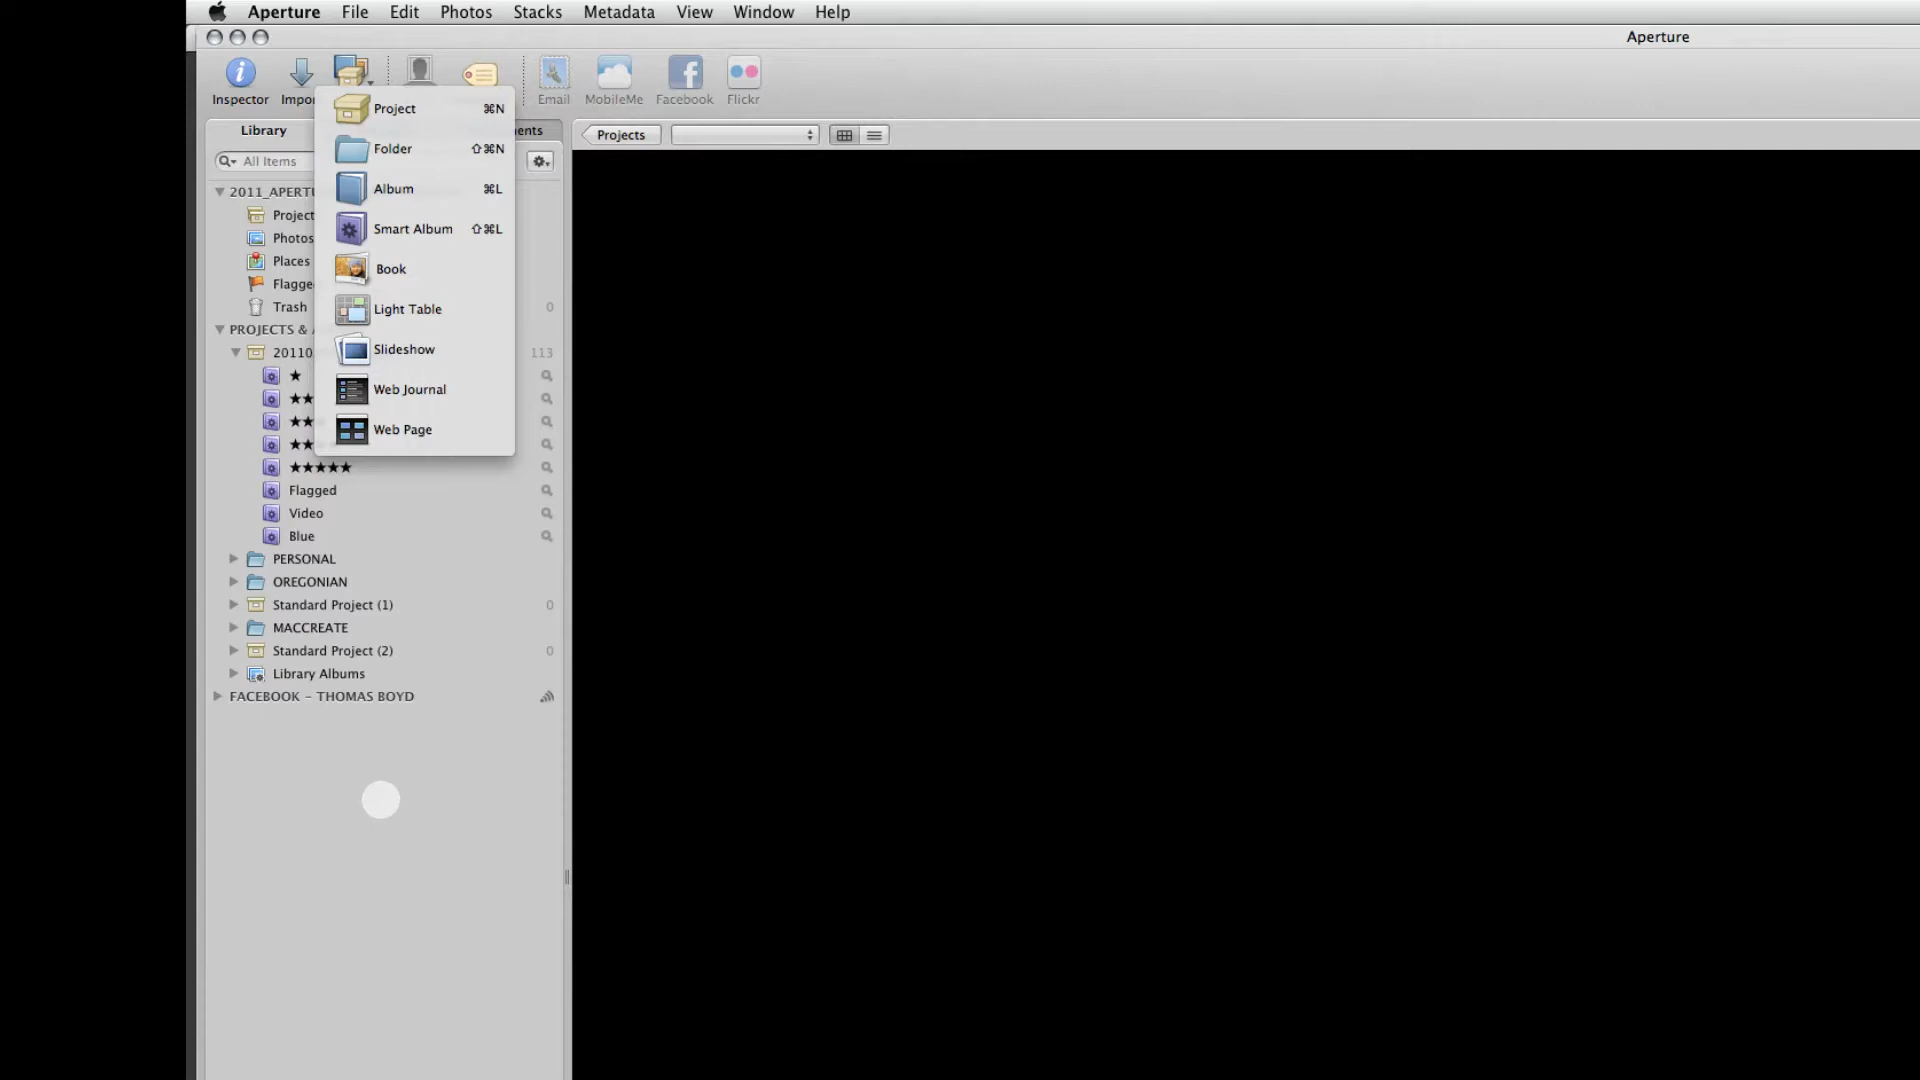 Aperture File Edit Photos Stacks Metadata View Window Help
Aperture
Inspector Impor Email MobileMe Facebook Flickr
Project ⌘N
Library ents
Projects
Folder ⇧⌘N
All Items
Album ⌘L
2011_APERTU
Project
Smart Album ⇧⌘L
Photos
Places
Book
Flagge
Trash 0
Light Table
PROJECTS &
20110 113
Slideshow
★
Web Journal
★★
★★
Web Page
★★
★★★★★
Flagged
Video
Blue
PERSONAL
OREGONIAN
Standard Project (1) 0
MACCREATE
Standard Project (2) 0
Library Albums
FACEBOOK - THOMAS BOYD